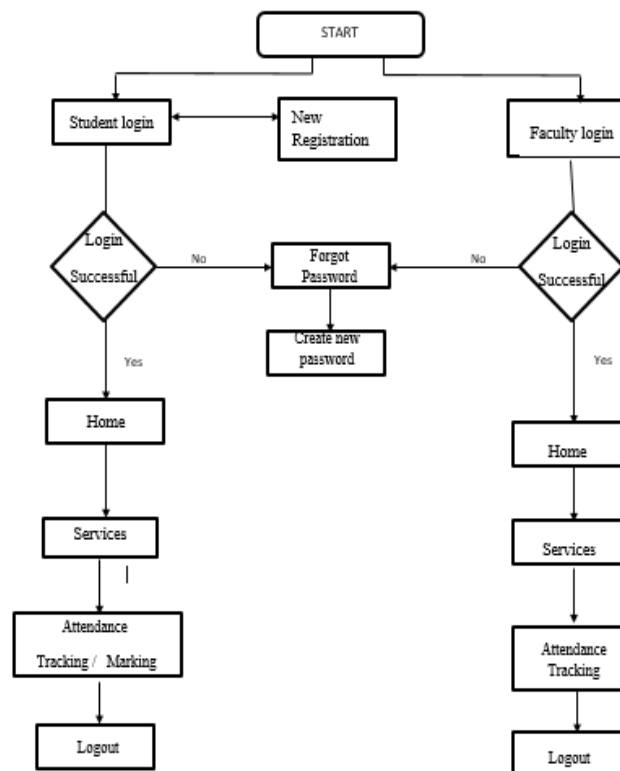 START
Student login
New
Registration
Faculty login
Login
Successful
No
Forgot
Password
No
Login
Successful
Create new
password
Yes
Yes
Home
Home
Services
Services
Attendance
Tracking / Marking
Attendance
Tracking
Logout
Logout